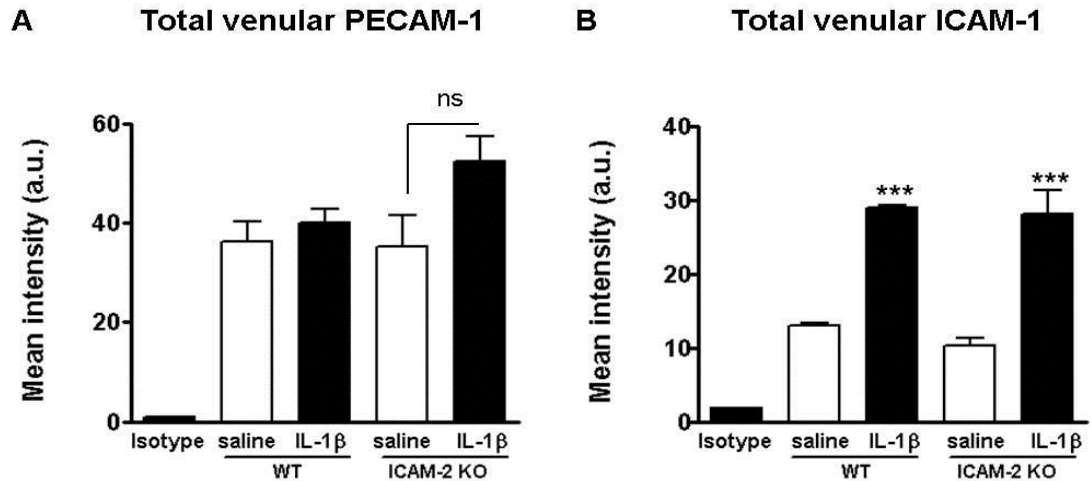 A
Total venular PECAM-1
Mean intensity (a.u.)
60
40
20
0
ns
Isotype
saline
IL-1β
saline
IL-1β
WT
ICAM-2 KO
B
Total venular ICAM-1
Mean intensity (a.u.)
40
30
20
10
0
***
***
Isotype
saline
IL-1β
saline
IL-1β
WT
ICAM-2 KO